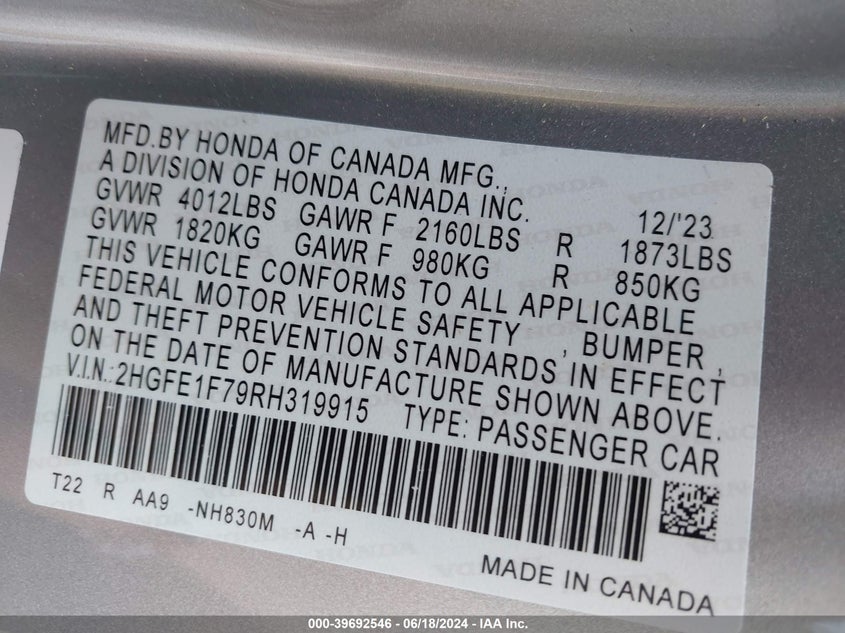 MFD.BY HONDA OF CANADA MFG.,
A DIVISION OF HONDA CANADA INC. 12/'23
GVWR 4012LBS GAWR F 2160LBS R 1873LBS
GVWR 1820KG GAWR F 980KG R 850KG
THIS VEHICLE CONFORMS TO ALL APPLICABLE
FEDERAL MOTOR VEHICLE SAFETY , BUMPER ,
AND THEFT PREVENTION STANDARDS IN EFFECT
ON THE DATE OF MANUFACTURE SHOWN ABOVE.
V.I.N.:2HGFE1F79RH319915 TYPE: PASSENGER CAR
T22 R AA9 -NH830M -A -H
MADE IN CANADA
000-39692546 - 06/18/2024 - IAA Inc.